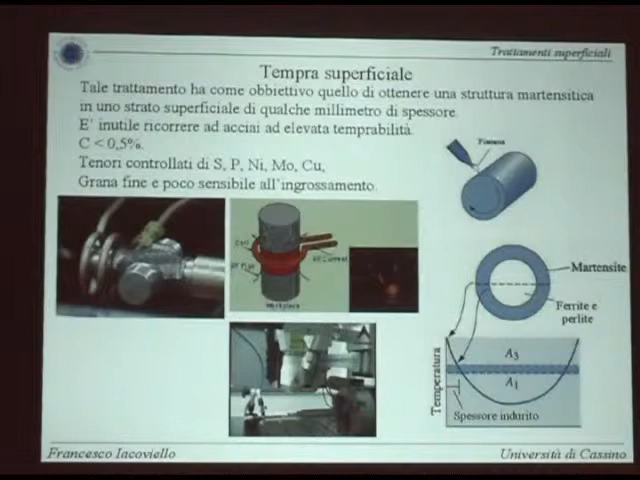 Trattamenti superficiali
Tempra superficiale
Tale trattamento ha come obbiettivo quello di ottenere una struttura martensitica
in uno strato superficiale di qualche millimetro di spessore.
E' inutile ricorrere ad acciai ad elevata temprabilità.
C < 0,5%.
Tenori controllati di S, P, Ni, Mo, Cu,
Grana fine e poco sensibile all'ingrossamento.
Fiamma
Coil
Workpiece
Martensite
Ferrite e
perlite
Temperatura
A3
A1
Spessore indurito
Francesco Iacoviello
Università di Cassino